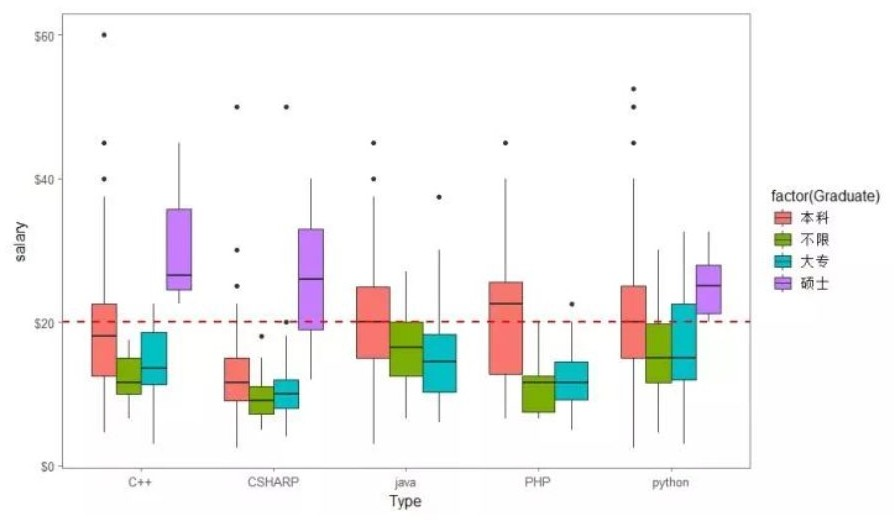 $60
$40
$20
$0
salary
C++
CSHARP
java
PHP
python
Type
factor(Graduate)
本科
不限
大专
硕士